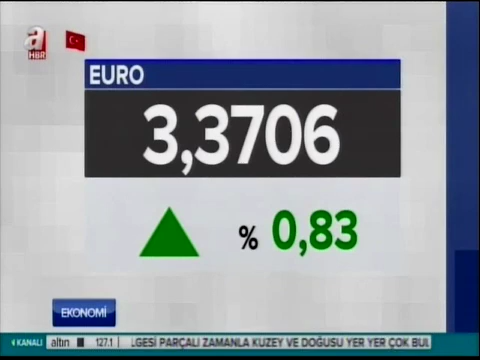 a
HBR
EURO
3,3706
% 0,83
EKONOMİ
KANALI altın 127.1 LGESİ PARÇALI ZAMANLA KUZEY VE DOĞUSU YER YER ÇOK BUL